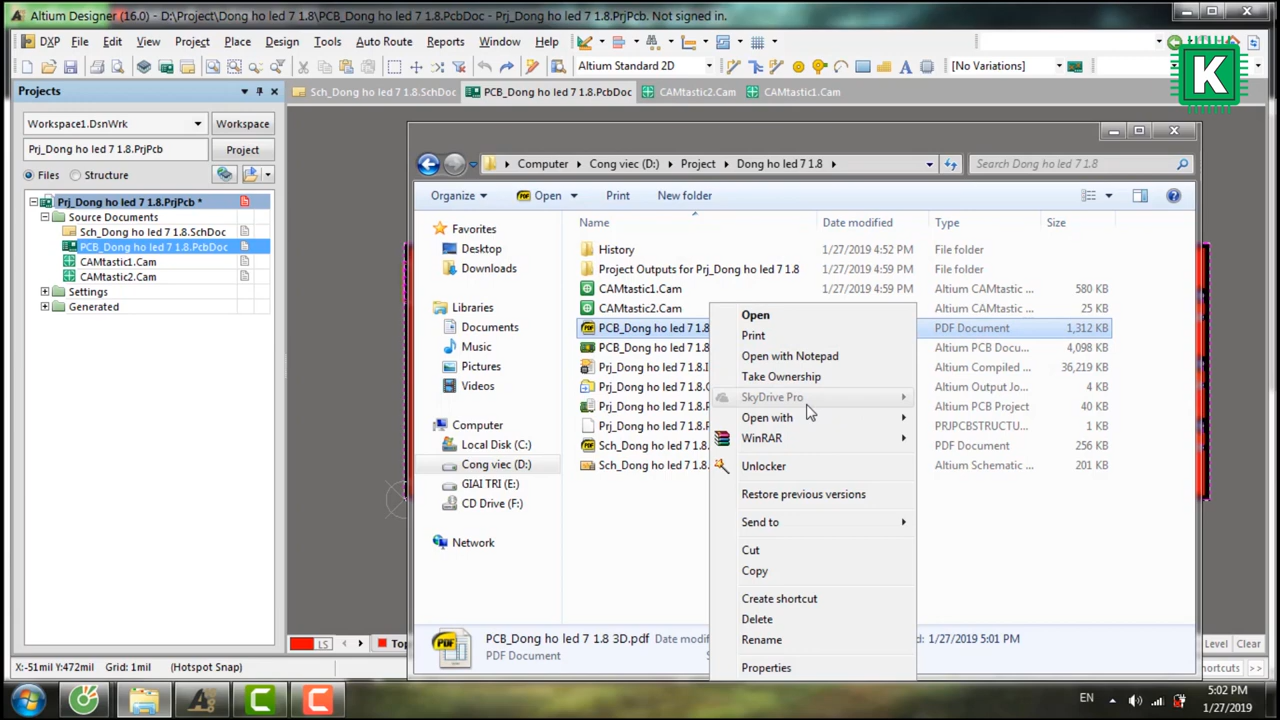 Altium Designer (16.0) - D:\Project\Dong ho led 7 1.8\PCB_Dong ho led 7 1.8.PcbDoc - Prj_Dong ho led 7 1.8.PrjPcb. Not signed in.
DXP File Edit View Project Place Design Tools Auto Route Reports Window Help
Altium Standard 2D [No Variations]
K
Projects
Sch_Dong ho led 7 1.8.SchDoc PCB_Dong ho led 7 1.8.PcbDoc CAMtastic2.Cam CAMtastic1.Cam
Workspace1.DsnWrk Workspace
Prj_Dong ho led 7 1.8.PrjPcb Project
Files Structure
Prj_Dong ho led 7 1.8.PrjPcb *
Source Documents
Sch_Dong ho led 7 1.8.SchDoc
PCB_Dong ho led 7 1.8.PcbDoc
CAMtastic1.Cam
CAMtastic2.Cam
Settings
Generated
Computer Cong viec (D:) Project Dong ho led 7 1.8 Search Dong ho led 7 1.8
Organize Open Print New folder
Favorites
Desktop
Downloads
Libraries
Documents
Music
Pictures
Videos
Computer
Local Disk (C:)
Cong viec (D:)
GIAI TRI (E:)
CD Drive (F:)
Network
Name Date modified Type Size
History 1/27/2019 4:52 PM File folder
Project Outputs for Prj_Dong ho led 7 1.8 1/27/2019 4:59 PM File folder
CAMtastic1.Cam 1/27/2019 4:59 PM Altium CAMtastic ... 580 KB
CAMtastic2.Cam Altium CAMtastic ... 25 KB
PCB_Dong ho led 7 1.8 PDF Document 1,312 KB
PCB_Dong ho led 7 1.8. Altium PCB Docu... 4,098 KB
Prj_Dong ho led 7 1.8.I Altium Compiled ... 36,219 KB
Prj_Dong ho led 7 1.8. Altium Output Jo... 4 KB
Prj_Dong ho led 7 1.8.P Altium PCB Project 40 KB
Prj_Dong ho led 7 1.8.P PRJPCBSTRUCTU... 1 KB
Sch_Dong ho led 7 1.8. PDF Document 256 KB
Sch_Dong ho led 7 1.8. Altium Schematic ... 201 KB
Open
Print
Open with Notepad
Take Ownership
SkyDrive Pro
Open with
WinRAR
Unlocker
Restore previous versions
Send to
Cut
Copy
Create shortcut
Delete
Rename
Properties
PCB_Dong ho led 7 1.8 3D.pdf Date modifi 1/27/2019 5:01 PM
PDF Document
LS Top Level Clear
X:-51mil Y:472mil Grid: 1mil (Hotspot Snap) >>
EN 5:02 PM
1/27/2019